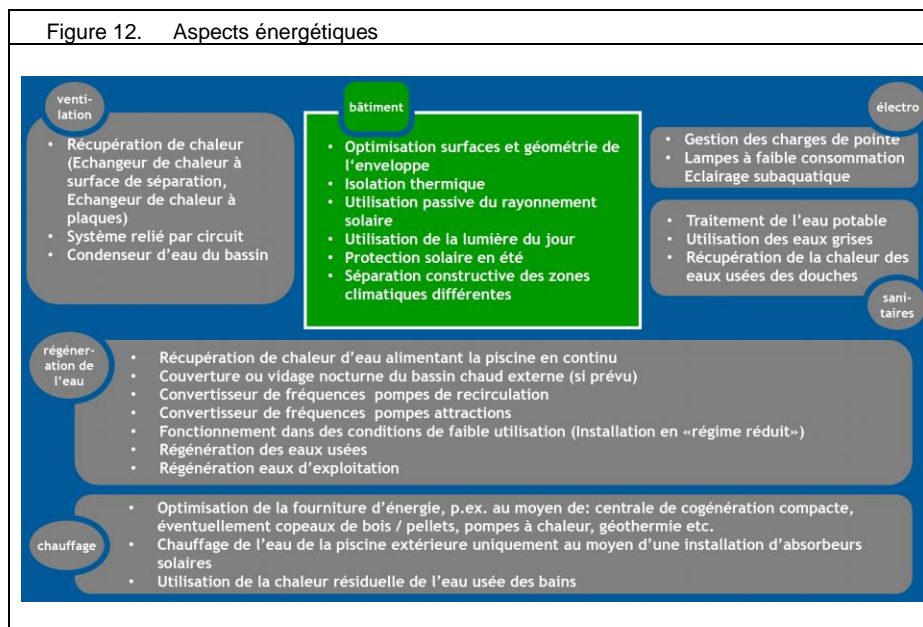 Figure 12. Aspects énergétiques
venti-
lation
• Récupération de chaleur
(Echangeur de chaleur à
surface de séparation,
Echangeur de chaleur à
plaques)
• Système relié par circuit
• Condenseur d'eau du bassin
bâtiment
• Optimisation surfaces et géométrie de
l'enveloppe
• Isolation thermique
• Utilisation passive du rayonnement
solaire
• Utilisation de la lumière du jour
• Protection solaire en été
• Séparation constructive des zones
climatiques différentes
électro
• Gestion des charges de pointe
• Lampes à faible consommation
Eclairage subaquatique
• Traitement de l'eau potable
• Utilisation des eaux grises
• Récupération de la chaleur des
eaux usées des douches
sani-
taires
régénér-
ation de
l'eau
• Récupération de chaleur d'eau alimentant la piscine en continu
• Couverture ou vidage nocturne du bassin chaud externe (si prévu)
• Convertisseur de fréquences pompes de recirculation
• Convertisseur de fréquences pompes attractions
• Fonctionnement dans des conditions de faible utilisation (Installation en «régime réduit»)
• Régénération des eaux usées
• Régénération eaux d'exploitation
chauffage
• Optimisation de la fourniture d'énergie, p.ex. au moyen de: centrale de cogénération compacte,
éventuellement copeaux de bois / pellets, pompes à chaleur, géothermie etc.
• Chauffage de l'eau de la piscine extérieure uniquement au moyen d'une installation d'absorbeurs
solaires
• Utilisation de la chaleur résiduelle de l'eau usée des bains